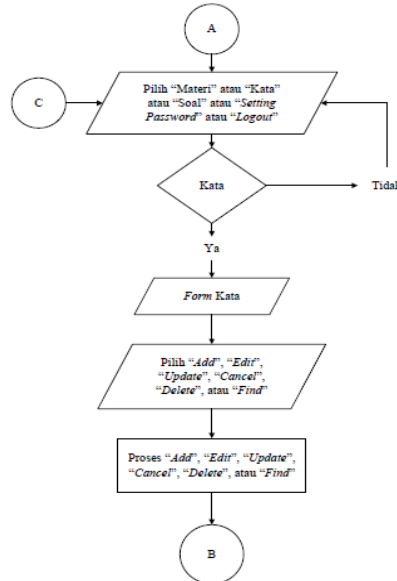 A
Pilih “Materi” atau “Kata”
atau “Soal” atau “Setting
Password” atau “Logout”
C
Kata
Tidak
Ya
Form Kata
Pilih “Add”, “Edit”,
“Update”, “Cancel”,
“Delete”, atau “Find”
Proses “Add”, “Edit”, “Update”,
“Cancel”, “Delete”, atau “Find”
B